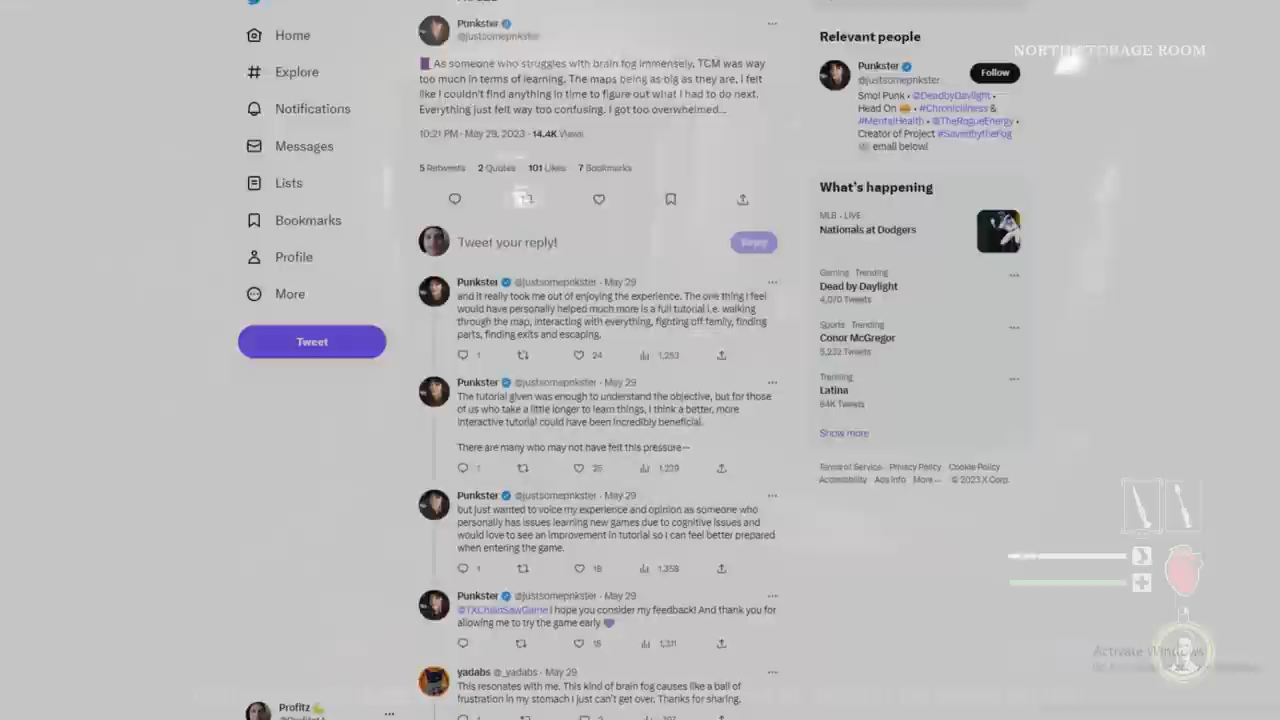 Home
Explore
Notifications
Messages
Lists
Bookmarks
Profile
More
Tweet
Punkster
@justsomepnkster
As someone who struggles with brain fog immensely, TCM was way
too much in terms of learning. The maps being as big as they are, I felt
like I couldn't find anything in time to figure out what I had to do next.
Everything just felt way too confusing. I got too overwhelmed...
10:21 PM · May 29, 2023 · 14.4K Views
5 Retweets 2 Quotes 101 Likes 7 Bookmarks
Tweet your reply!
Reply
Punkster @justsomepnkster · May 29
and it really took me out of enjoying the experience. The one thing I feel
would have personally helped much more is a full tutorial i.e. walking
through the map, interacting with everything, fighting off family, finding
parts, finding exits and escaping.
1 24 1,253
Punkster @justsomepnkster · May 29
The tutorial given was enough to understand the objective, but for those
of us who take a little longer to learn things, I think a better, more
interactive tutorial could have been incredibly beneficial.
There are many who may not have felt this pressure--
1 25 1,239
Punkster @justsomepnkster · May 29
but just wanted to voice my experience and opinion as someone who
personally has issues learning new games due to cognitive issues and
would love to see an improvement in tutorial so I can feel better prepared
when entering the game.
1 18 1,358
Punkster @justsomepnkster · May 29
@TXChainSawGame I hope you consider my feedback! And thank you for
allowing me to try the game early
18 1,311
yadabs @_yadabs · May 29
This resonates with me. This kind of brain fog causes like a ball of
frustration in my stomach I just can't get over. Thanks for sharing.
Profitz
Relevant people
NORTH STORAGE ROOM
Punkster
@justsomepnkster
Follow
Smol Punk · @DeadbyDaylight ·
Head On · #ChronicIllness &
#MentalHealth · @TheRogueEnergy ·
Creator of Project #SavedbytheFog
email below!
What's happening
MLB · LIVE
Nationals at Dodgers
Gaming · Trending
Dead by Daylight
4,070 Tweets
Sports · Trending
Conor McGregor
5,232 Tweets
Trending
Latina
64K Tweets
Show more
Terms of Service Privacy Policy Cookie Policy
Accessibility Ads info More ··· © 2023 X Corp.
Activate Windows